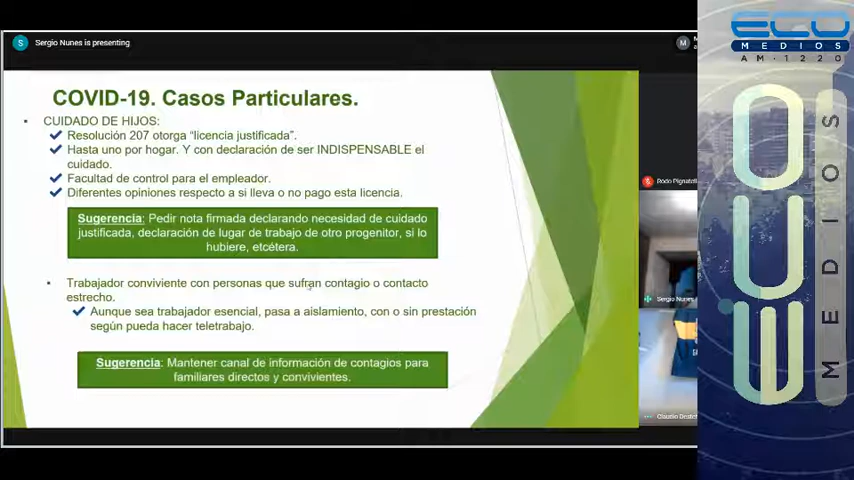 Sergio Nunes is presenting
S
M
COVID-19. Casos Particulares.
CUIDADO DE HIJOS:
Resolución 207 otorga “licencia justificada”.
Hasta uno por hogar. Y con declaración de ser INDISPENSABLE el
cuidado.
Facultad de control para el empleador.
Diferentes opiniones respecto a si lleva o no pago esta licencia.
Sugerencia: Pedir nota firmada declarando necesidad de cuidado
justificada, declaración de lugar de trabajo de otro progenitor, si lo
hubiere, etcétera.
Trabajador conviviente con personas que sufran contagio o contacto
estrecho.
Aunque sea trabajador esencial, pasa a aislamiento, con o sin prestación
según pueda hacer teletrabajo.
Sugerencia: Mantener canal de información de contagios para
familiares directos y convivientes.
Rodo Pignatel
Sergio Nunes
Claudio
ECO
MEDIOS
AM·1220
ECO
MEDIOS